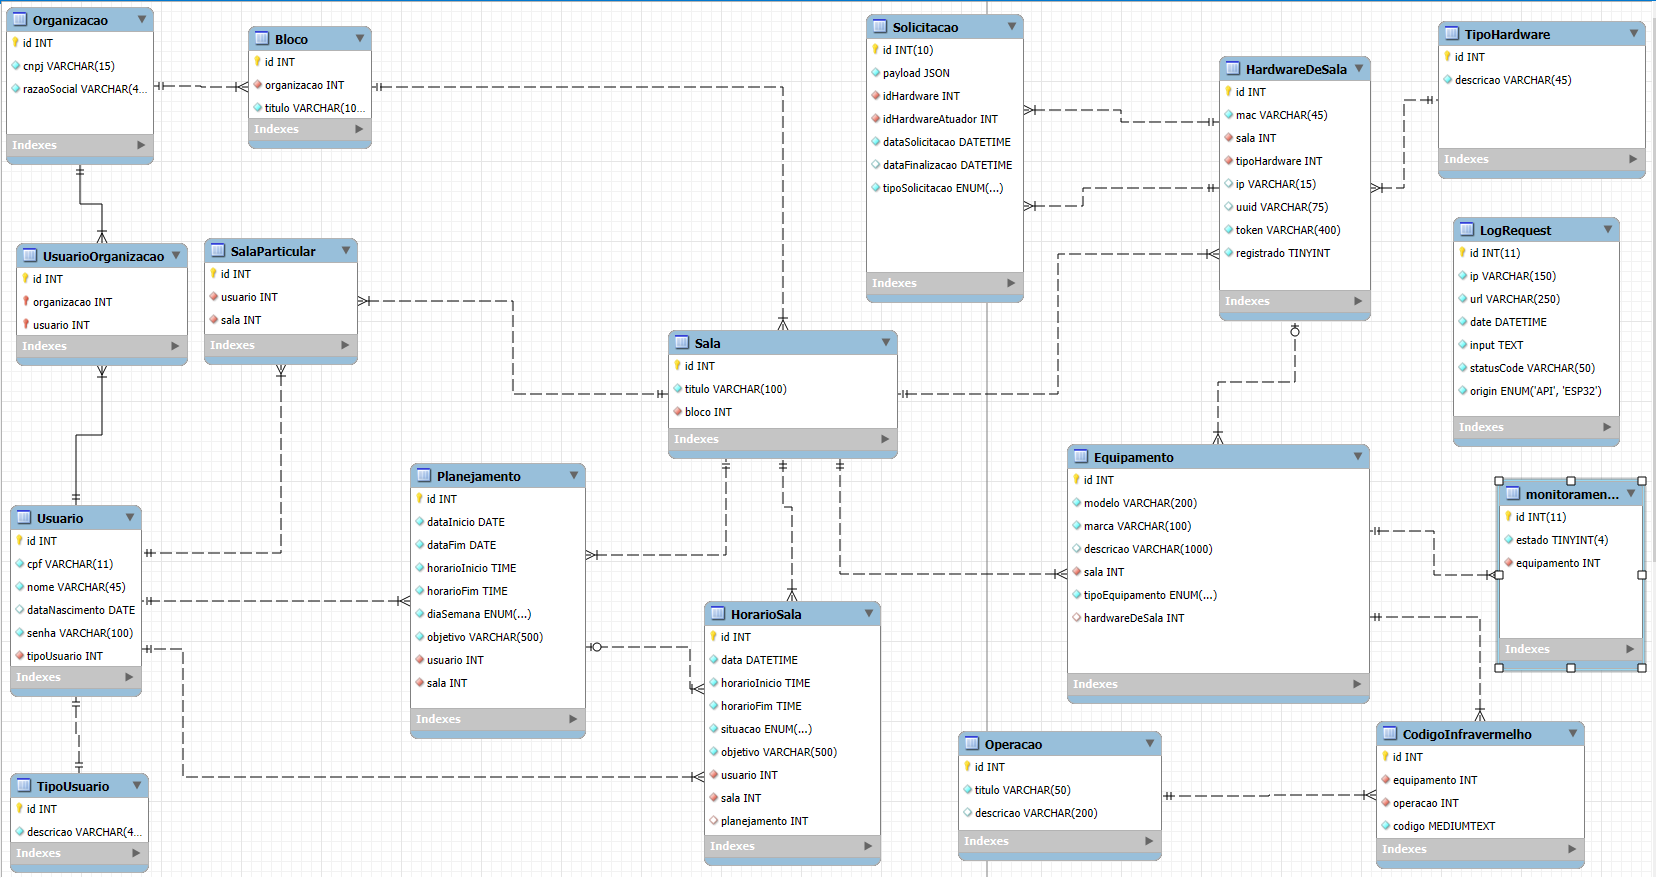 Organizacao
id INT
cnpj VARCHAR(15)
razaoSocial VARCHAR(4...
Indexes
Bloco
id INT
organizacao INT
titulo VARCHAR(10...
Indexes
Solicitacao
id INT(10)
payload JSON
idHardware INT
idHardwareAtuador INT
dataSolicitacao DATETIME
dataFinalizacao DATETIME
tipoSolicitacao ENUM(...)
Indexes
HardwareDeSala
id INT
mac VARCHAR(45)
sala INT
tipoHardware INT
ip VARCHAR(15)
uuid VARCHAR(75)
token VARCHAR(400)
registrado TINYINT
Indexes
TipoHardware
id INT
descricao VARCHAR(45)
Indexes
UsuarioOrganizacao
id INT
organizacao INT
usuario INT
Indexes
SalaParticular
id INT
usuario INT
sala INT
Indexes
LogRequest
id INT(11)
ip VARCHAR(150)
url VARCHAR(250)
date DATETIME
input TEXT
statusCode VARCHAR(50)
origin ENUM('API', 'ESP32')
Indexes
Sala
id INT
titulo VARCHAR(100)
bloco INT
Indexes
Usuario
id INT
cpf VARCHAR(11)
nome VARCHAR(45)
dataNascimento DATE
senha VARCHAR(100)
tipoUsuario INT
Indexes
Planejamento
id INT
dataInicio DATE
dataFim DATE
horarioInicio TIME
horarioFim TIME
diaSemana ENUM(...)
objetivo VARCHAR(500)
usuario INT
sala INT
Indexes
HorarioSala
id INT
data DATETIME
horarioInicio TIME
horarioFim TIME
situacao ENUM(...)
objetivo VARCHAR(500)
usuario INT
sala INT
planejamento INT
Indexes
Equipamento
id INT
modelo VARCHAR(200)
marca VARCHAR(100)
descricao VARCHAR(1000)
sala INT
tipoEquipamento ENUM(...)
hardwareDeSala INT
Indexes
monitoramen...
id INT(11)
estado TINYINT(4)
equipamento INT
Indexes
TipoUsuario
id INT
descricao VARCHAR(4...
Indexes
Operacao
id INT
titulo VARCHAR(50)
descricao VARCHAR(200)
Indexes
CodigoInfravermelho
id INT
equipamento INT
operacao INT
codigo MEDIUMTEXT
Indexes